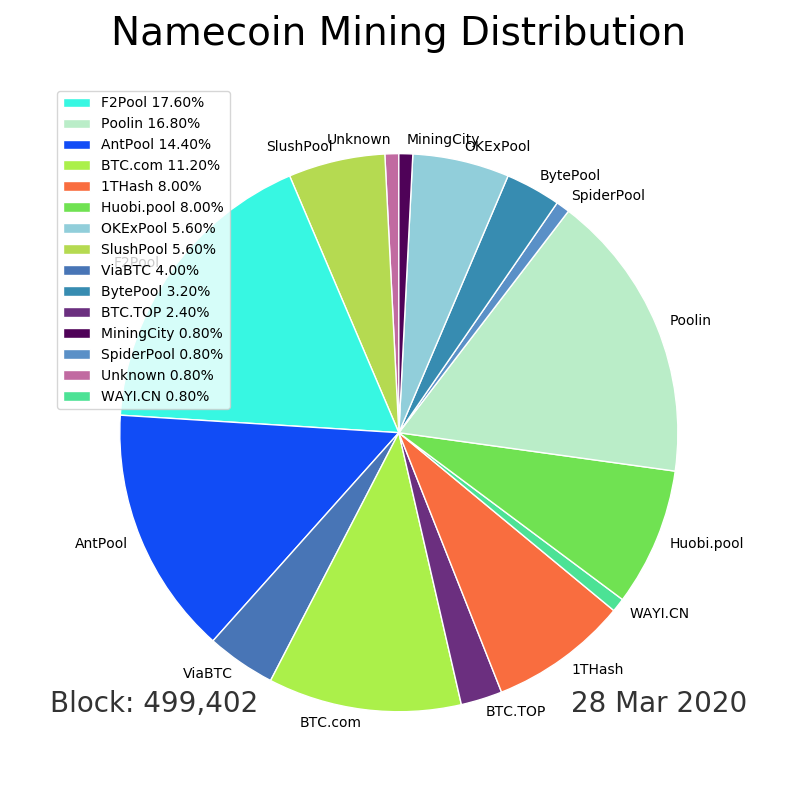 Namecoin Mining Distribution
F2Pool 17.60%
Poolin 16.80%
AntPool 14.40%
BTC.com 11.20%
1THash 8.00%
Huobi.pool 8.00%
OKExPool 5.60%
SlushPool 5.60%
ViaBTC 4.00%
BytePool 3.20%
BTC.TOP 2.40%
MiningCity 0.80%
SpiderPool 0.80%
Unknown 0.80%
WAYI.CN 0.80%
F2Pool
SlushPool
Unknown
MiningCity
OKExPool
BytePool
SpiderPool
Poolin
Huobi.pool
WAYI.CN
1THash
BTC.TOP
BTC.com
ViaBTC
AntPool
Block: 499,402
28 Mar 2020